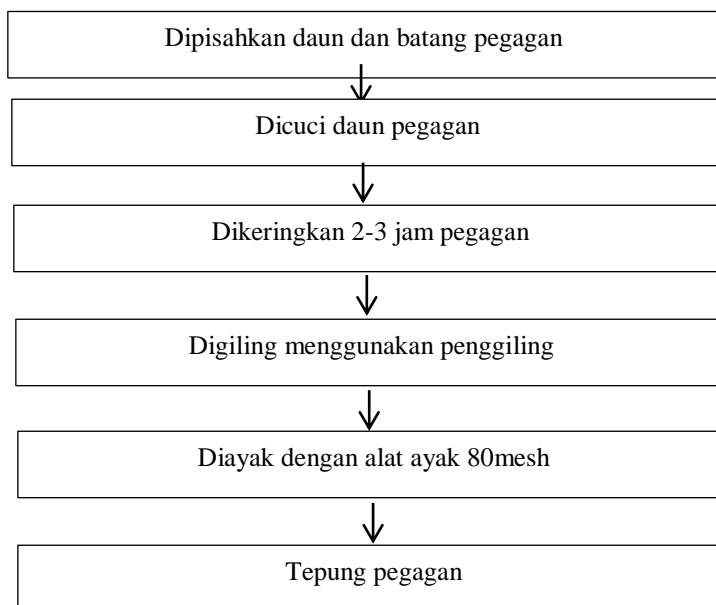 Dipisahkan daun dan batang pegagan
Dicuci daun pegagan
Dikeringkan 2-3 jam pegagan
Digiling menggunakan penggiling
Diayak dengan alat ayak 80mesh
Tepung pegagan